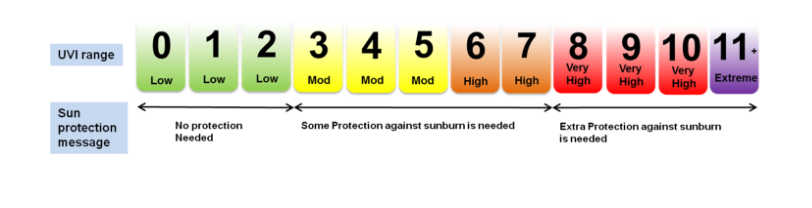 UVI range
0 1 2 3 4 5 6 7 8 9 10 11+
Low Low Low Mod Mod Mod High High Very High Very High Very High Extreme
Sun
protection
message
No protection
Needed
Some Protection against sunburn is needed
Extra Protection against sunburn
is needed